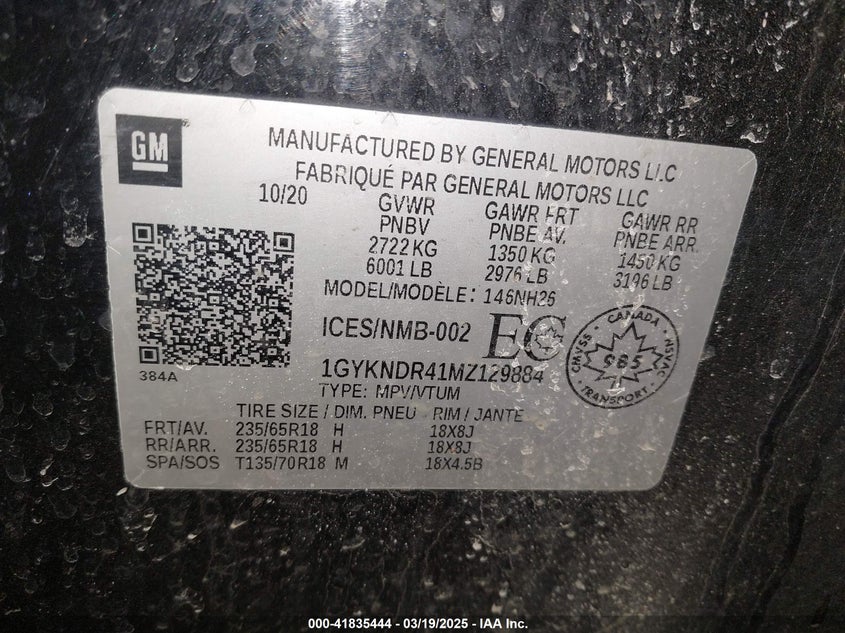 GM
MANUFACTURED BY GENERAL MOTORS LLC
FABRIQUÉ PAR GENERAL MOTORS LLC
10/20
GVWR GAWR FRT GAWR RR
PNBV PNBE AV. PNBE ARR.
2722 KG 1350 KG 1450 KG
6001 LB 2976 LB 3196 LB
MODEL/MODÈLE: 146NH26
ICES/NMB-002 EC
CANADA
CMVSS 985 NSVAC
TRANSPORT
384A
1GYKNDR41MZ129884
TYPE: MPV/VTUM
TIRE SIZE / DIM. PNEU - RIM / JANTE
FRT/AV. 235/65R18 H 18X8J
RR/ARR. 235/65R18 H 18X8J
SPA/SOS T135/70R18 M 18X4.5B
000-41835444 - 03/19/2025 - IAA Inc.